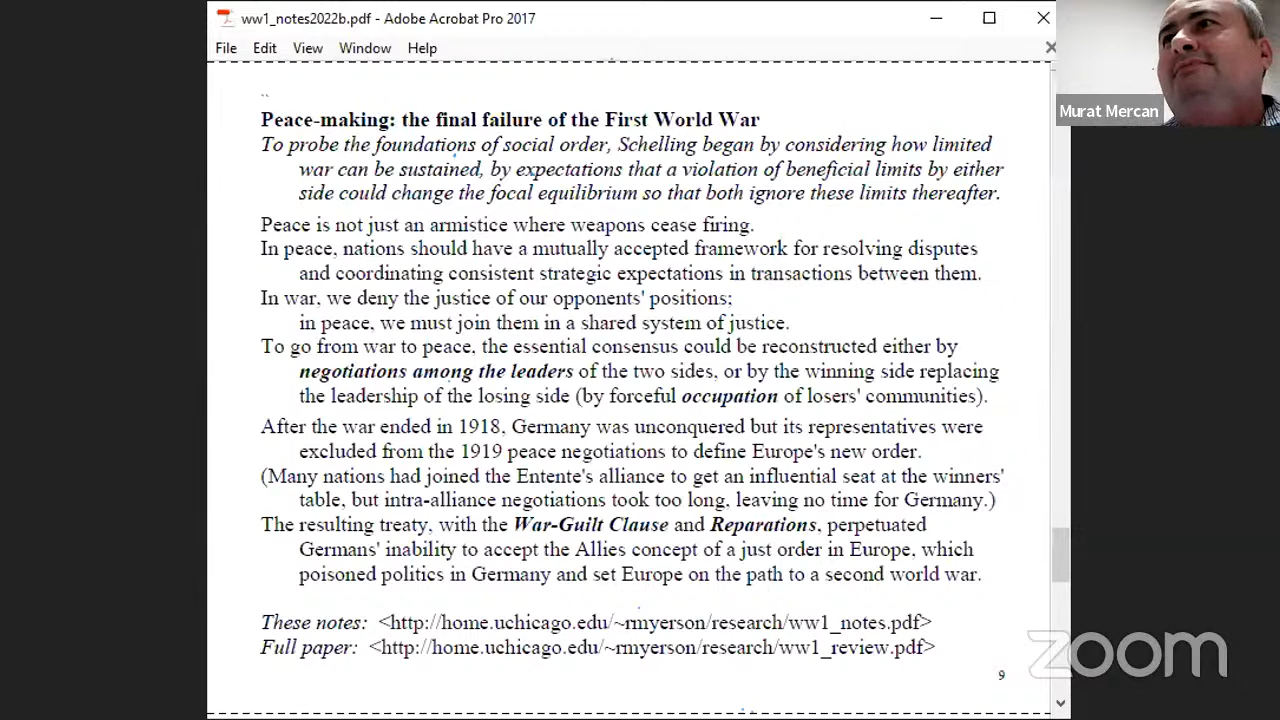 ww1_notes2022b.pdf - Adobe Acrobat Pro 2017
File Edit View Window Help
Murat Mercan
Peace-making: the final failure of the First World War
To probe the foundations of social order, Schelling began by considering how limited
war can be sustained, by expectations that a violation of beneficial limits by either
side could change the focal equilibrium so that both ignore these limits thereafter.
Peace is not just an armistice where weapons cease firing.
In peace, nations should have a mutually accepted framework for resolving disputes
and coordinating consistent strategic expectations in transactions between them.
In war, we deny the justice of our opponents' positions;
in peace, we must join them in a shared system of justice.
To go from war to peace, the essential consensus could be reconstructed either by
negotiations among the leaders of the two sides, or by the winning side replacing
the leadership of the losing side (by forceful occupation of losers' communities).
After the war ended in 1918, Germany was unconquered but its representatives were
excluded from the 1919 peace negotiations to define Europe's new order.
(Many nations had joined the Entente's alliance to get an influential seat at the winners'
table, but intra-alliance negotiations took too long, leaving no time for Germany.)
The resulting treaty, with the War-Guilt Clause and Reparations, perpetuated
Germans' inability to accept the Allies concept of a just order in Europe, which
poisoned politics in Germany and set Europe on the path to a second world war.
These notes: <http://home.uchicago.edu/~rmyerson/research/ww1_notes.pdf>
Full paper: <http://home.uchicago.edu/~rmyerson/research/ww1_review.pdf>
9
zoom